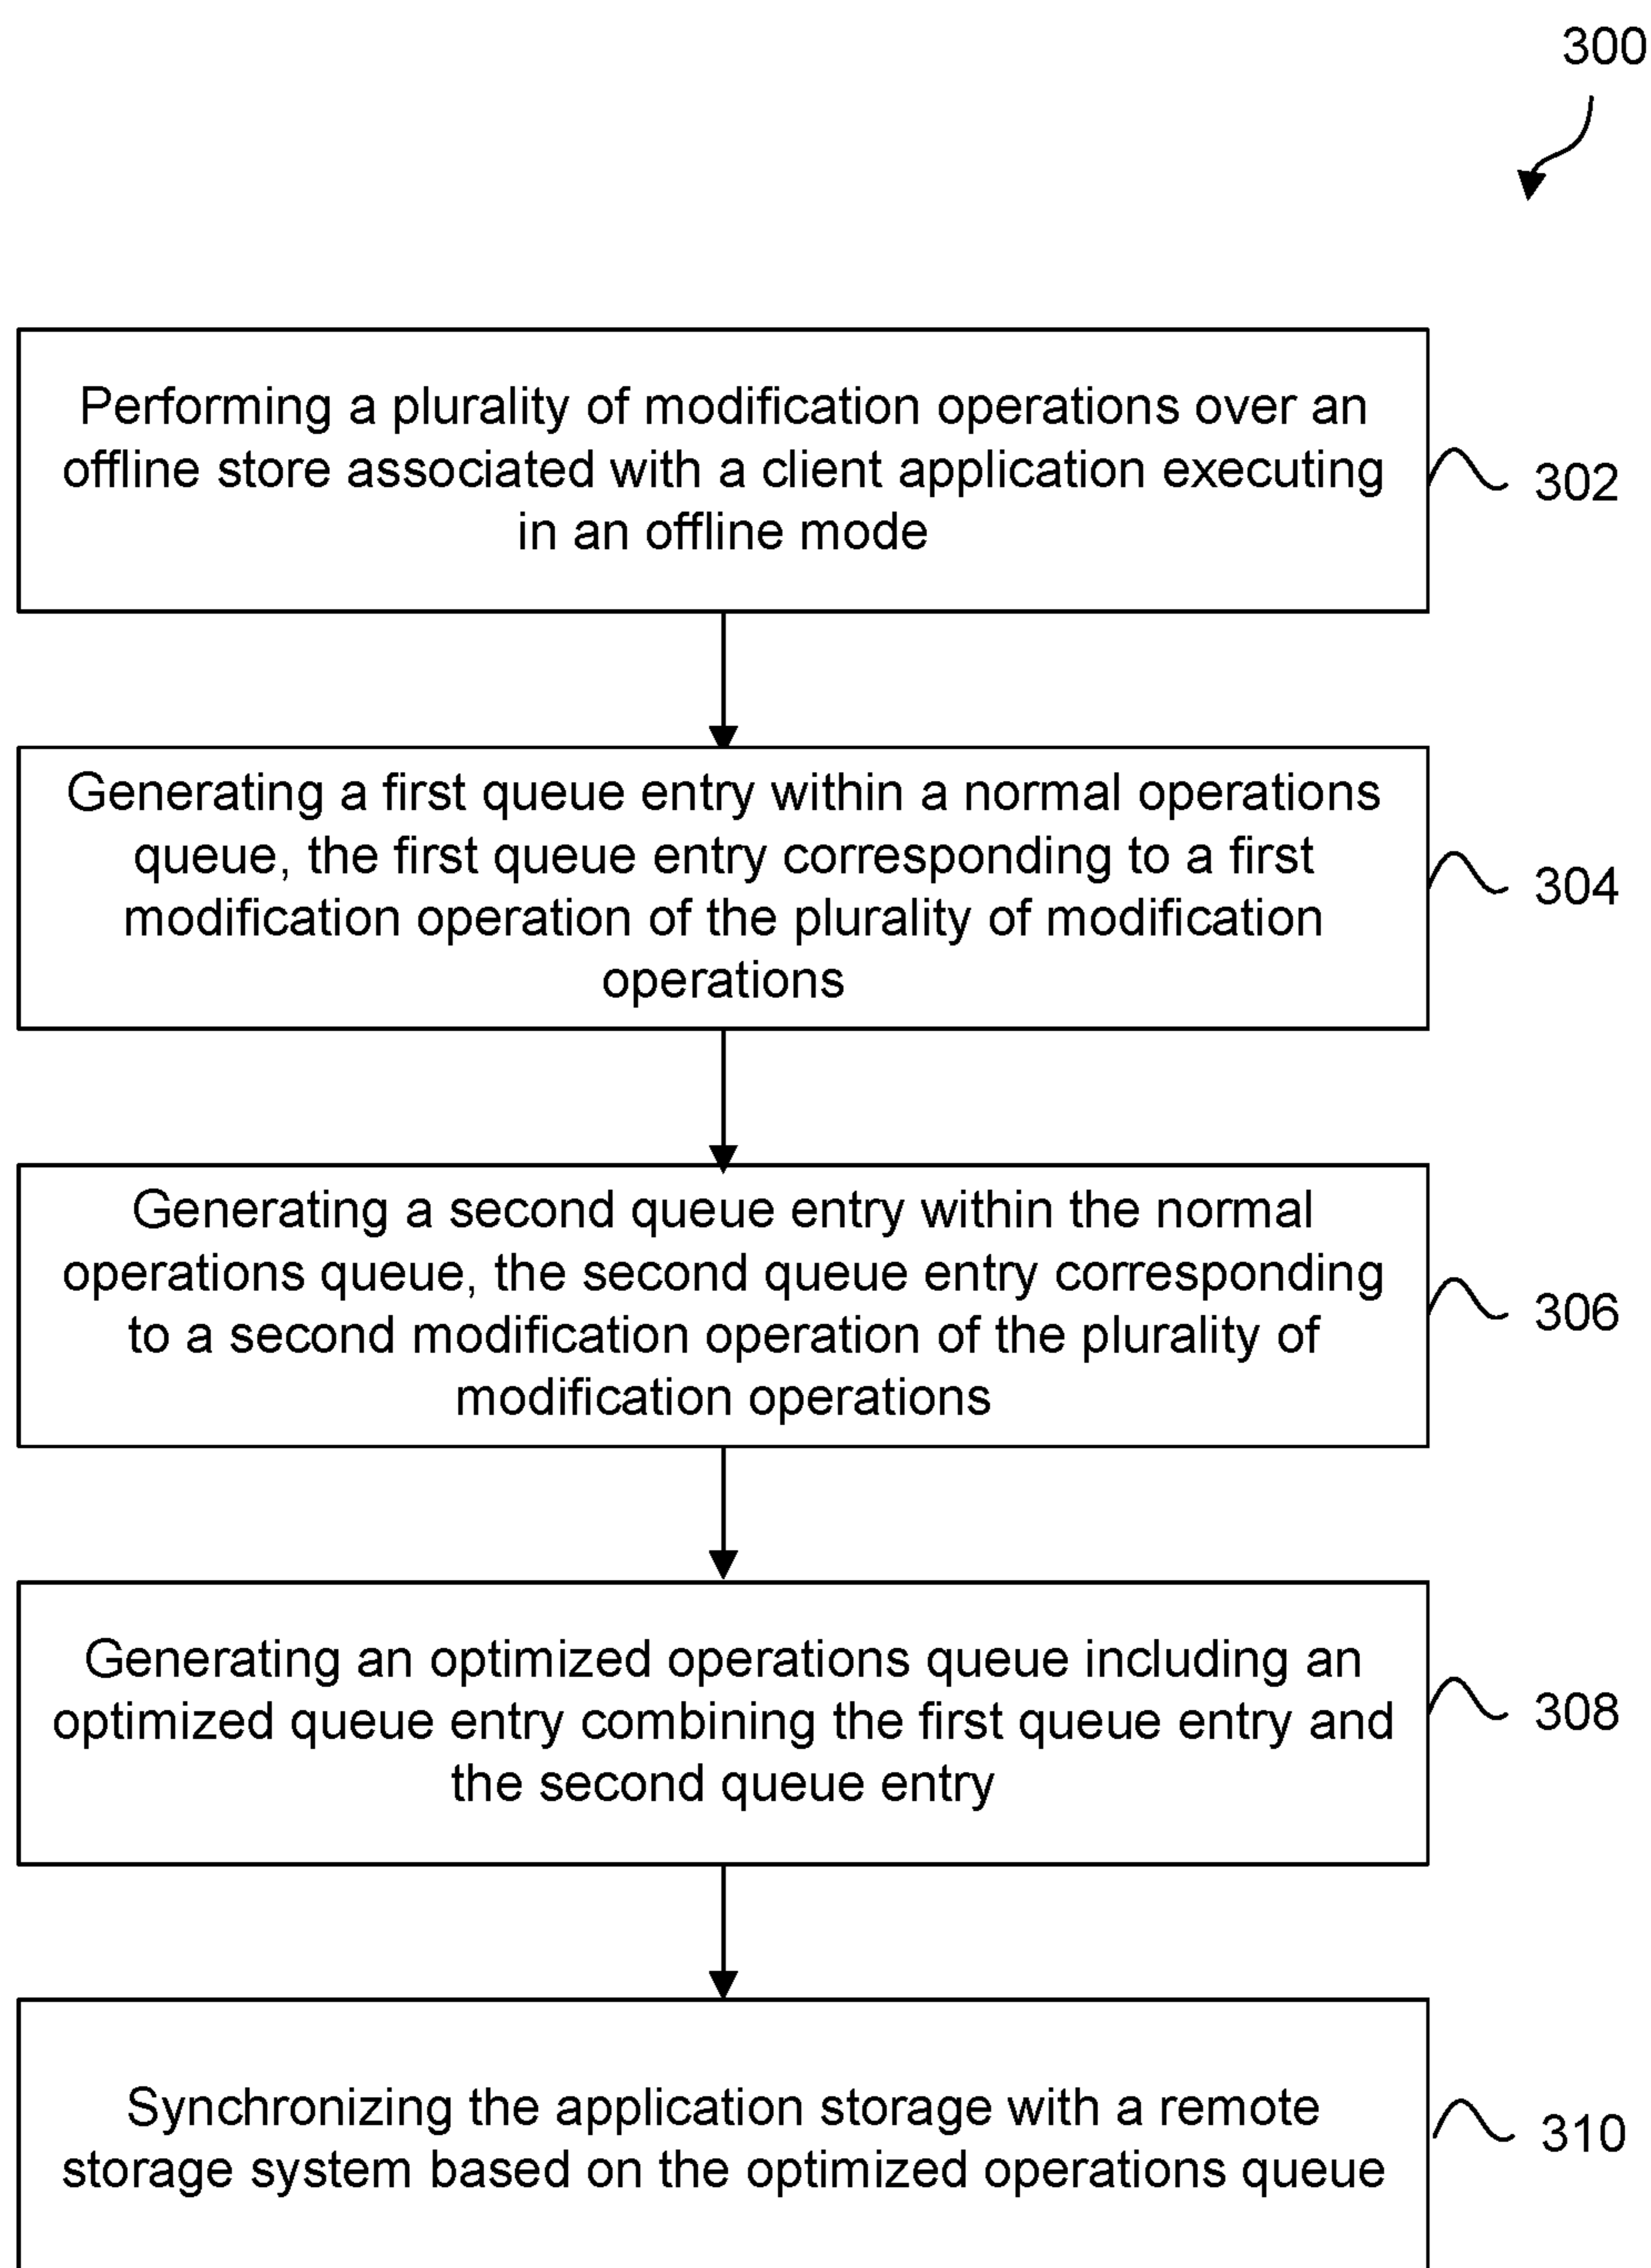 300
Performing a plurality of modification operations over an
offline store associated with a client application executing
in an offline mode
302
Generating a first queue entry within a normal operations
queue, the first queue entry corresponding to a first
modification operation of the plurality of modification
operations
304
Generating a second queue entry within the normal
operations queue, the second queue entry corresponding
to a second modification operation of the plurality of
modification operations
306
Generating an optimized operations queue including an
optimized queue entry combining the first queue entry and
the second queue entry
308
Synchronizing the application storage with a remote
storage system based on the optimized operations queue
310